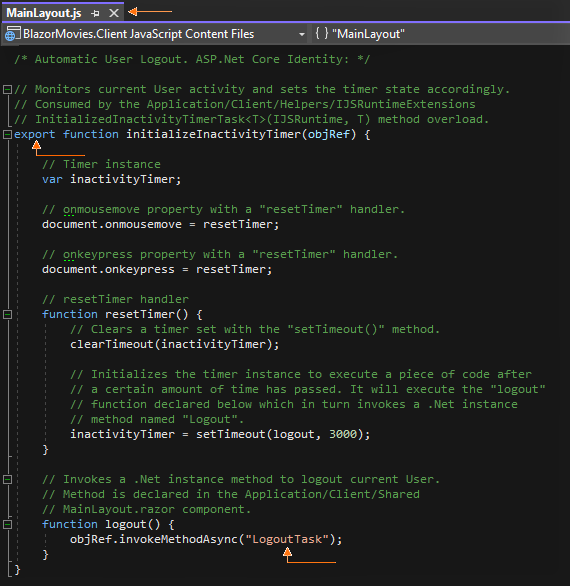 MainLayout.js
BlazorMovies.Client JavaScript Content Files
{ } "MainLayout"
/* Automatic User Logout. ASP.Net Core Identity: */
// Monitors current User activity and sets the timer state accordingly.
// Consumed by the Application/Client/Helpers/IJSRuntimeExtensions
// InitializedInactivityTimerTask<T>(IJSRuntime, T) method overload.
export function initializeInactivityTimer(objRef) {
// Timer instance
var inactivityTimer;
// onmousemove property with a "resetTimer" handler.
document.onmousemove = resetTimer;
// onkeypress property with a "resetTimer" handler.
document.onkeypress = resetTimer;
// resetTimer handler
function resetTimer() {
// Clears a timer set with the "setTimeout()" method.
clearTimeout(inactivityTimer);
// Initializes the timer instance to execute a piece of code after
// a certain amount of time has passed. It will execute the "logout"
// function declared below which in turn invokes a .Net instance
// method named "Logout".
inactivityTimer = setTimeout(logout, 3000);
}
// Invokes a .Net instance method to logout current User.
// Method is declared in the Application/Client/Shared
// MainLayout.razor component.
function logout() {
objRef.invokeMethodAsync("LogoutTask");
}
}